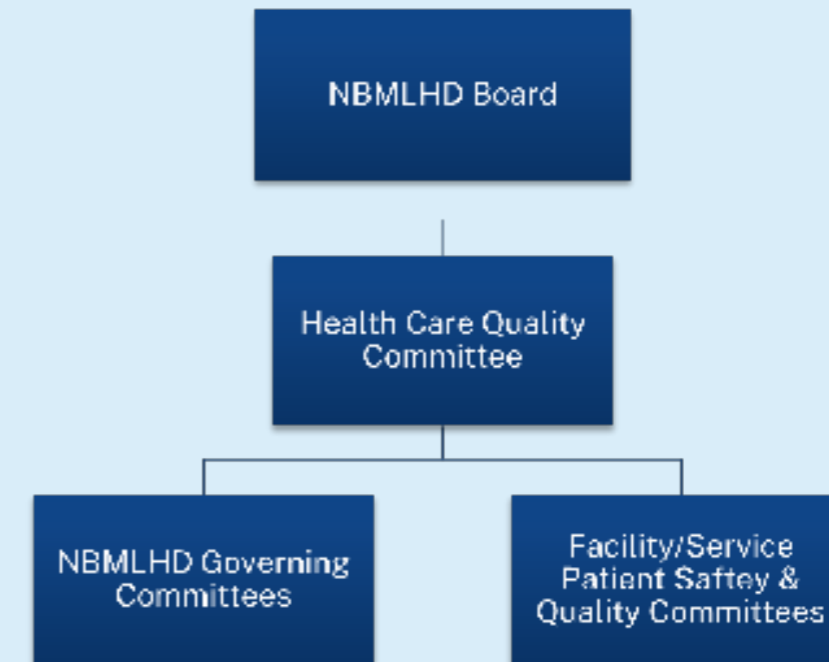 NBMLHD Board
Health Care Quality
Committee
NBMLHD Governing
Committees
Facility/Service
Patient Saftey &
Quality Committees